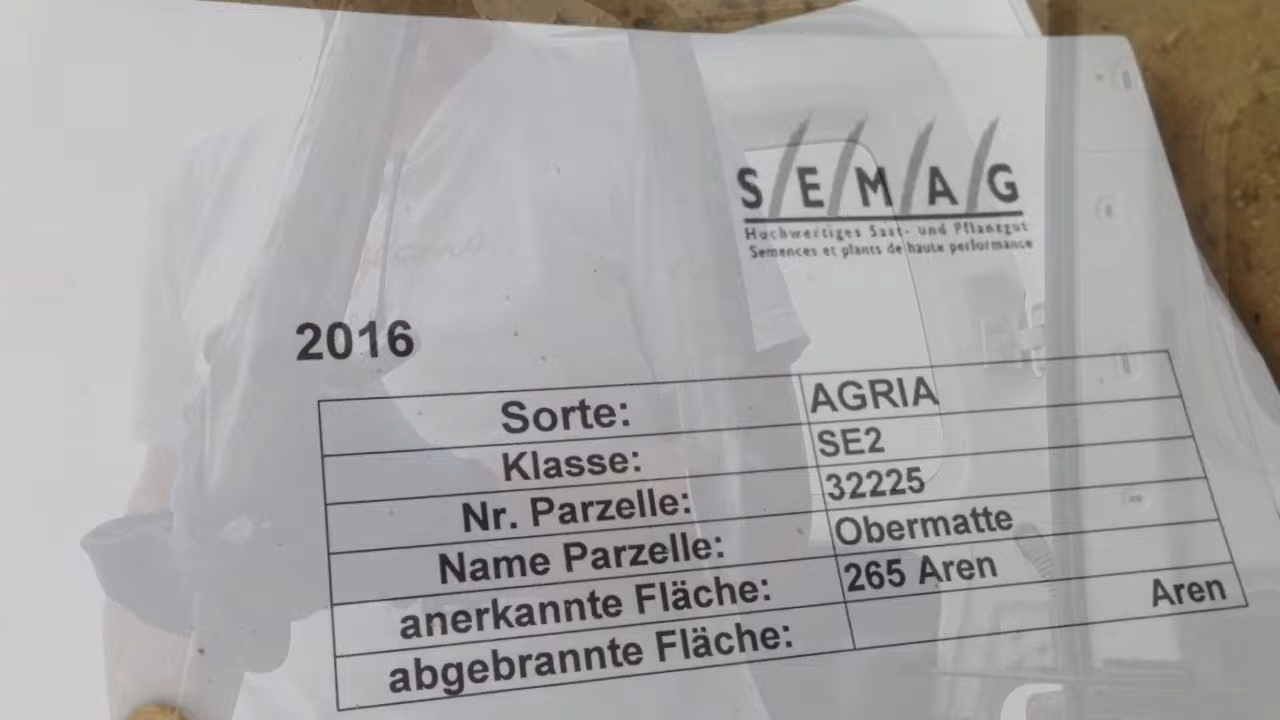 S/E/M/A/G
Hochwertiges Saat- und Pflanzgut
Semences et plants de haute performance
2016
Sorte: AGRIA
Klasse: SE2
Nr. Parzelle: 32225
Name Parzelle: Obermatte
anerkannte Fläche: 265 Aren
abgebrannte Fläche: Aren